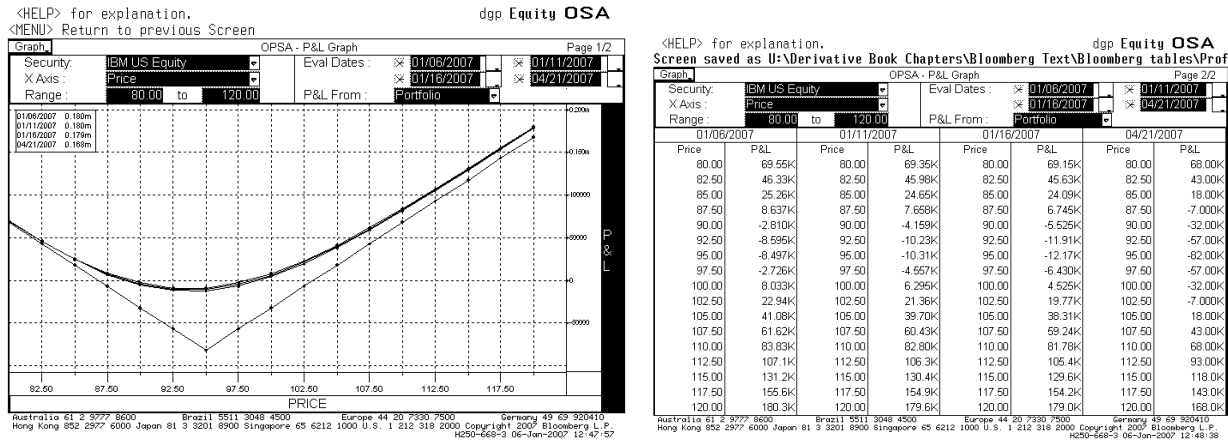 <HELP> for explanation. dgp Equity OSA
<MENU> Return to previous Screen
Graph OPSA - P&L Graph Page 1/2
Security: IBM US Equity Eval Dates : 01/06/2007 01/11/2007
X Axis : Price 01/16/2007 04/21/2007
Range : 80.00 to 120.00 P&L From : Portfolio
01/06/2007 0.180m
01/11/2007 0.180m
01/16/2007 0.179m
04/21/2007 0.168m
0.200m
0.150m
100000
50000
0
-50000
P & L
82.50 87.50 92.50 97.50 102.50 107.50 112.50 117.50
PRICE
Australia 61 2 9777 8600 Brazil 5511 3048 4500 Europe 44 20 7330 7500 Germany 49 69 920410
Hong Kong 852 2977 6000 Japan 81 3 3201 8900 Singapore 65 6212 1000 U.S. 1 212 318 2000 Copyright 2007 Bloomberg L.P.
H250-668-3 06-Jan-2007 12:47:57
<HELP> for explanation. dgp Equity OSA
Screen saved as U:\Derivative Book Chapters\Bloomberg Text\Bloomberg tables\Prof
Graph OPSA - P&L Graph Page 2/2
Security: IBM US Equity Eval Dates : 01/06/2007 01/11/2007
X Axis : Price 01/16/2007 04/21/2007
Range : 80.00 to 120.00 P&L From : Portfolio
01/06/2007 01/11/2007 01/16/2007 04/21/2007
Price P&L Price P&L Price P&L Price P&L
80.00 69.55K 80.00 69.35K 80.00 69.15K 80.00 68.00K
82.50 46.33K 82.50 45.98K 82.50 45.63K 82.50 43.00K
85.00 25.26K 85.00 24.65K 85.00 24.09K 85.00 18.00K
87.50 8.637K 87.50 7.658K 87.50 6.745K 87.50 -7.000K
90.00 -2.810K 90.00 -4.159K 90.00 -5.525K 90.00 -32.00K
92.50 -8.595K 92.50 -10.23K 92.50 -11.91K 92.50 -57.00K
95.00 -8.497K 95.00 -10.31K 95.00 -12.17K 95.00 -82.00K
97.50 -2.726K 97.50 -4.557K 97.50 -6.430K 97.50 -57.00K
100.00 8.033K 100.00 6.295K 100.00 4.525K 100.00 -32.00K
102.50 22.94K 102.50 21.36K 102.50 19.77K 102.50 -7.000K
105.00 41.08K 105.00 39.70K 105.00 38.31K 105.00 18.00K
107.50 61.62K 107.50 60.43K 107.50 59.24K 107.50 43.00K
110.00 83.83K 110.00 82.80K 110.00 81.78K 110.00 68.00K
112.50 107.1K 112.50 106.3K 112.50 105.4K 112.50 93.00K
115.00 131.2K 115.00 130.4K 115.00 129.6K 115.00 118.0K
117.50 155.6K 117.50 154.9K 117.50 154.2K 117.50 143.0K
120.00 180.3K 120.00 179.6K 120.00 179.0K 120.00 168.0K
Australia 61 2 9777 8600 Brazil 5511 3048 4500 Europe 44 20 7330 7500 Germany 49 69 920410
Hong Kong 852 2977 6000 Japan 81 3 3201 8900 Singapore 65 6212 1000 U.S. 1 212 318 2000 Copyright 2007 Bloomberg L.P.
H250-668-3 06-Jan-2007 12:48:38